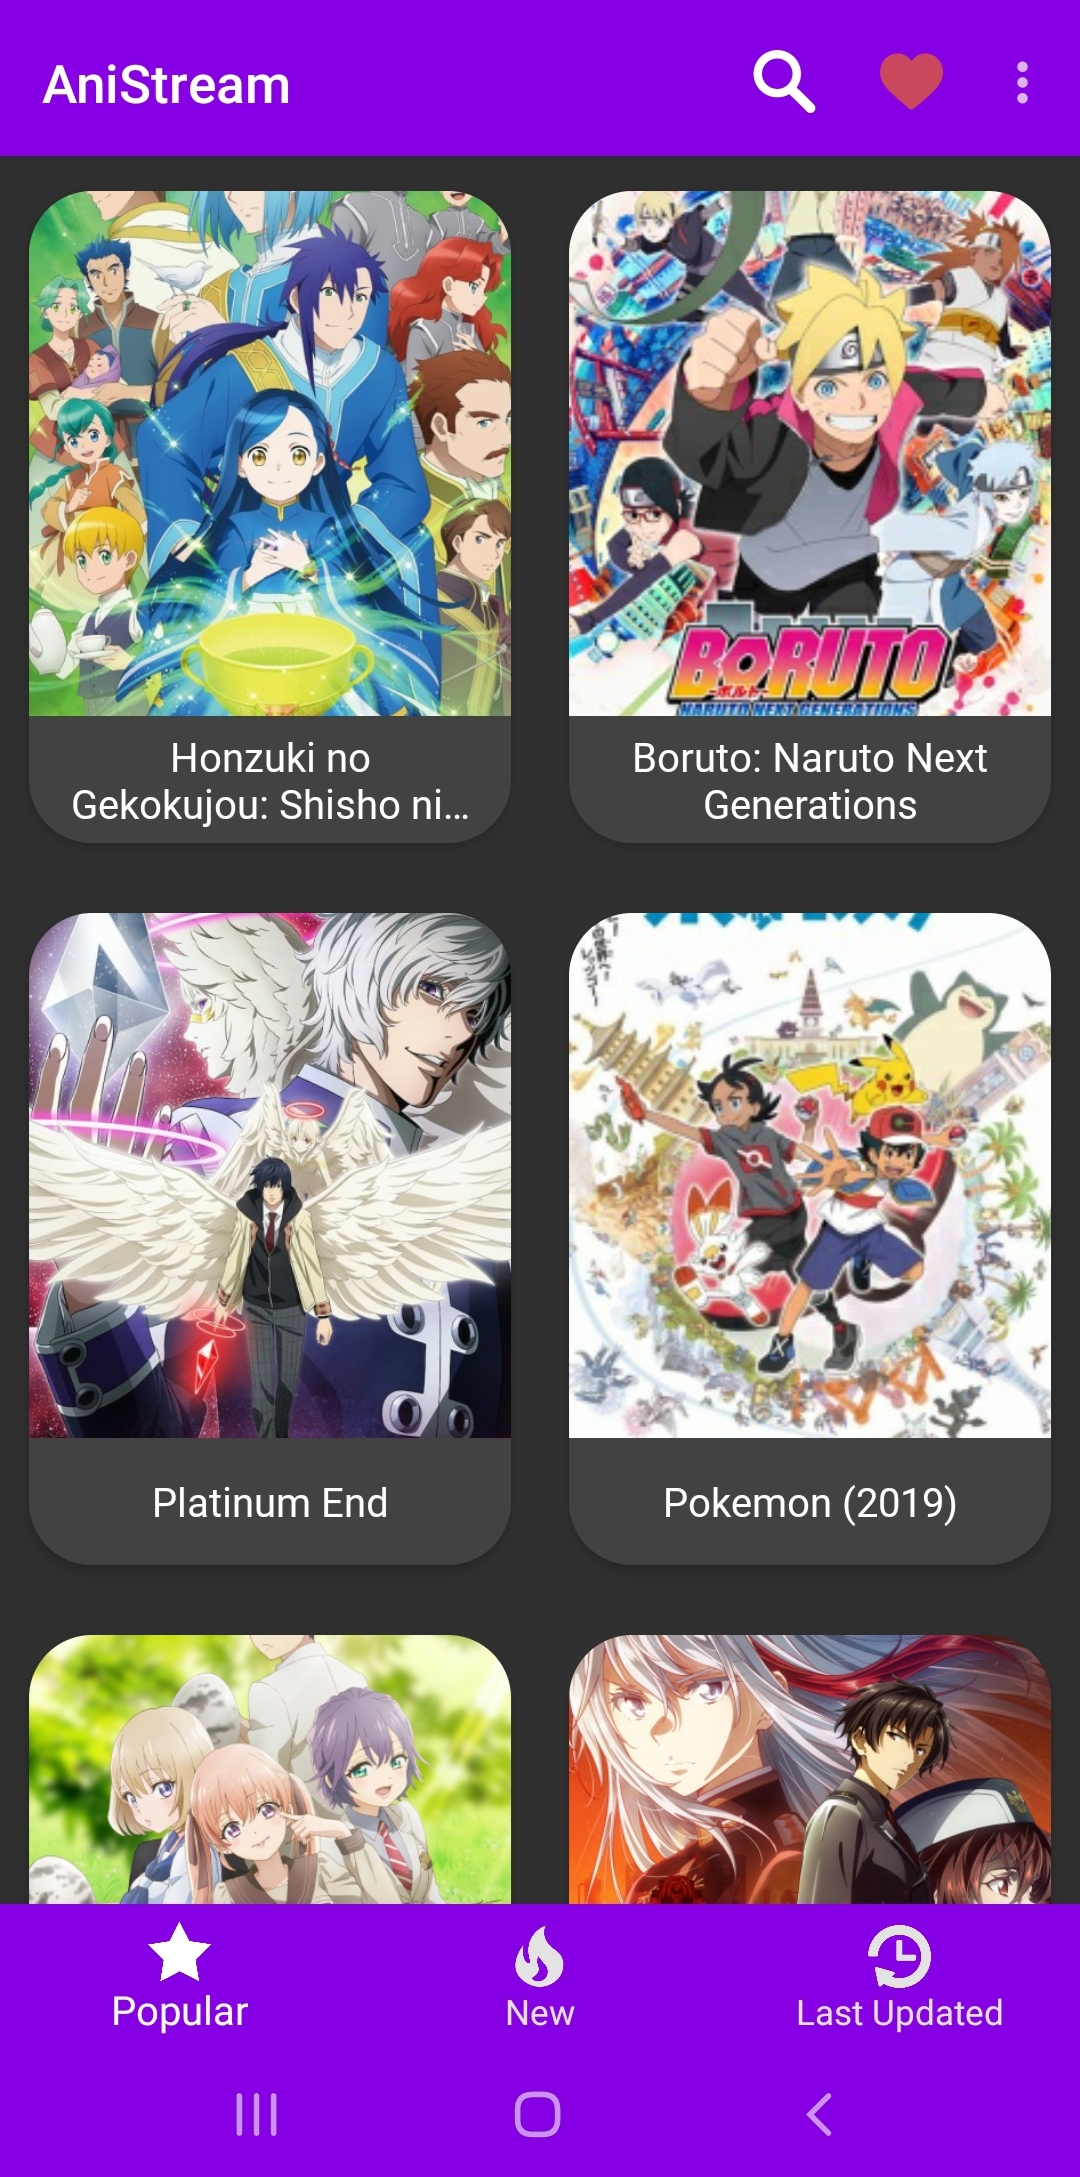 AniStream
BORUTO
-ボルト-
NARUTO NEXT GENERATIONS
Honzuki no
Gekokujou: Shisho ni...
Boruto: Naruto Next
Generations
Platinum End
Pokemon (2019)
Popular
New
Last Updated